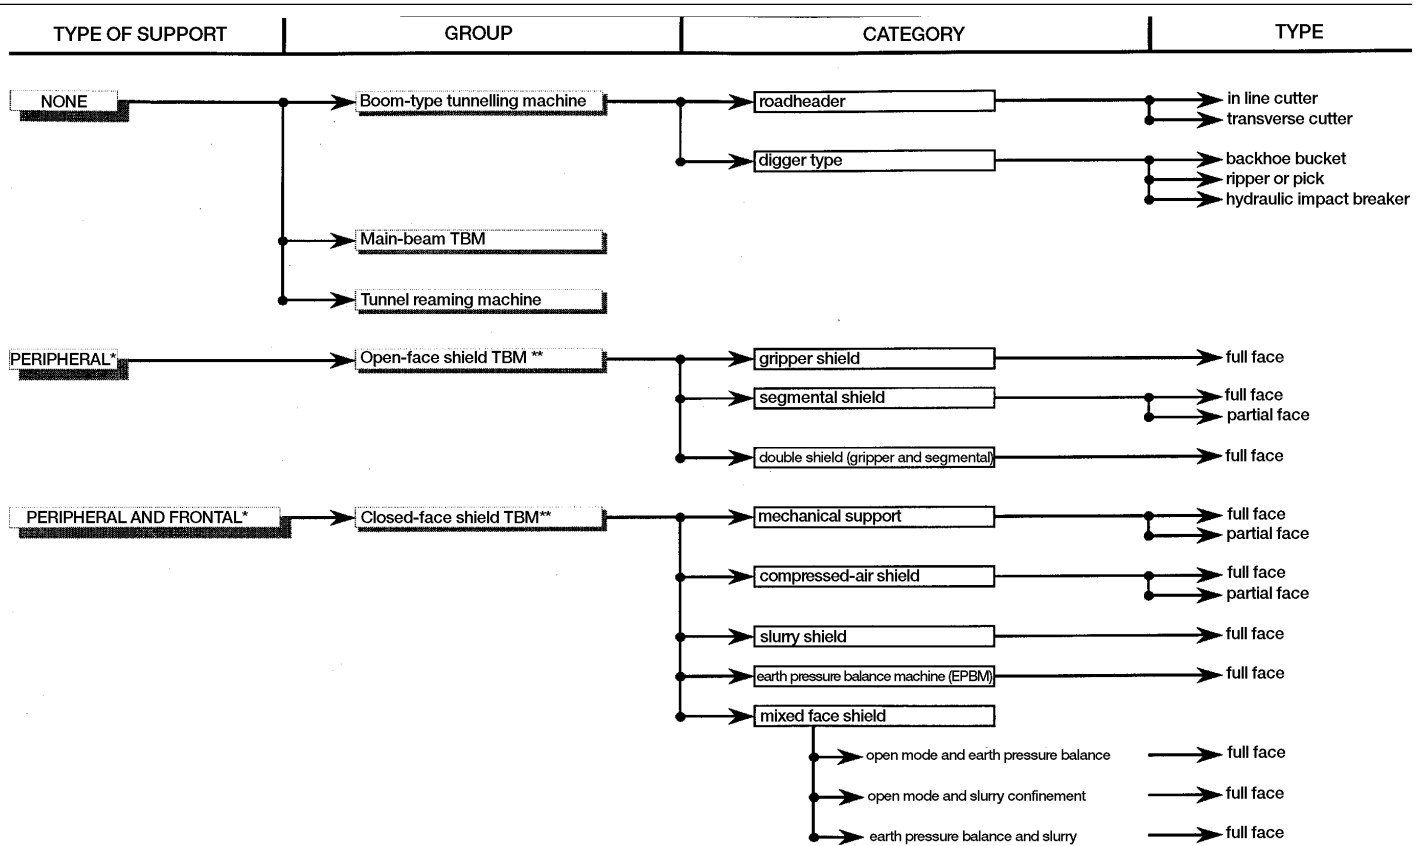 TYPE OF SUPPORT GROUP CATEGORY TYPE
NONE Boom-type tunnelling machine roadheader in line cutter
transverse cutter
digger type backhoe bucket
ripper or pick
hydraulic impact breaker
Main-beam TBM
Tunnel reaming machine
PERIPHERAL* Open-face shield TBM ** gripper shield full face
segmental shield full face
partial face
double shield (gripper and segmental) full face
PERIPHERAL AND FRONTAL* Closed-face shield TBM** mechanical support full face
partial face
compressed-air shield full face
partial face
slurry shield full face
earth pressure balance machine (EPBM) full face
mixed face shield
open mode and earth pressure balance full face
open mode and slurry confinement full face
earth pressure balance and slurry full face